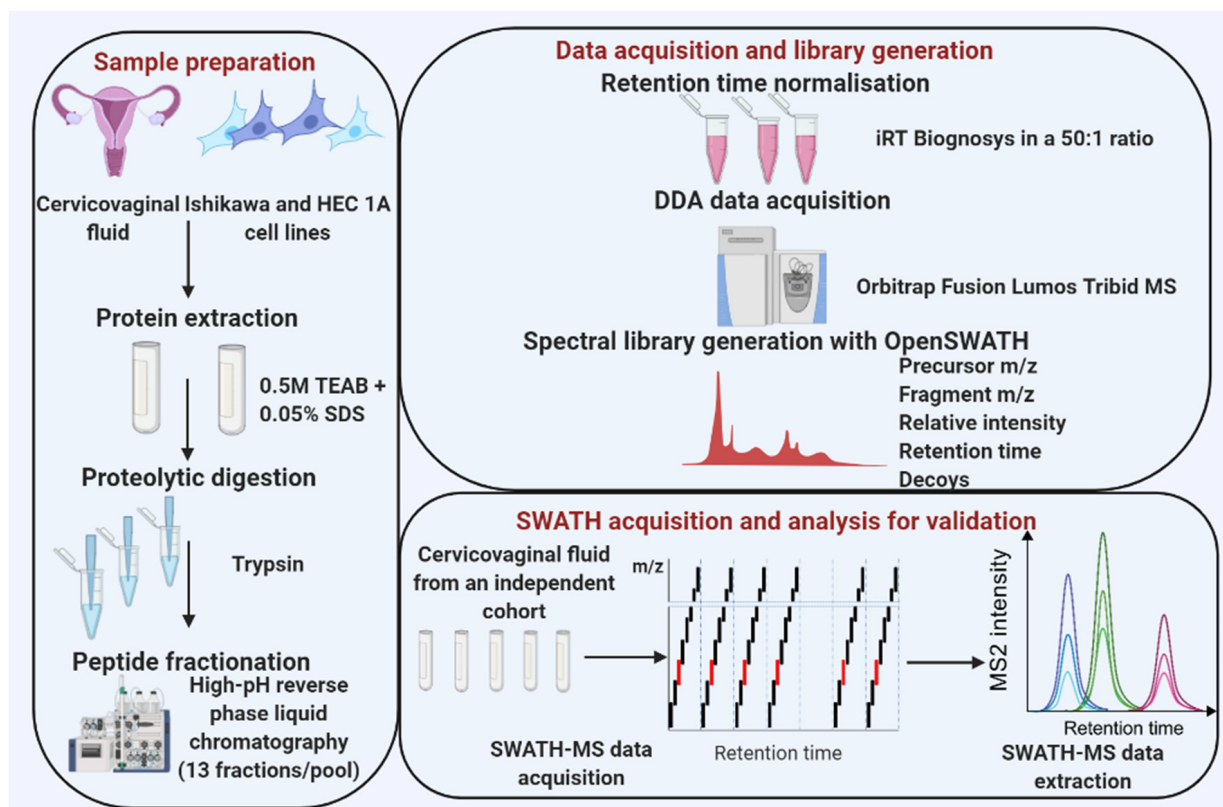 Sample preparation
Cervicovaginal
fluid
Ishikawa and HEC 1A
cell lines
Protein extraction
0.5M TEAB +
0.05% SDS
Proteolytic digestion
Trypsin
Peptide fractionation
High-pH reverse
phase liquid
chromatography
(13 fractions/pool)
Data acquisition and library generation
Retention time normalisation
iRT Biognosys in a 50:1 ratio
DDA data acquisition
Orbitrap Fusion Lumos Tribid MS
Spectral library generation with OpenSWATH
Precursor m/z
Fragment m/z
Relative intensity
Retention time
Decoys
SWATH acquisition and analysis for validation
Cervicovaginal fluid
from an independent
cohort
SWATH-MS data
acquisition
m/z
Retention time
MS2 intensity
Retention time
SWATH-MS data
extraction